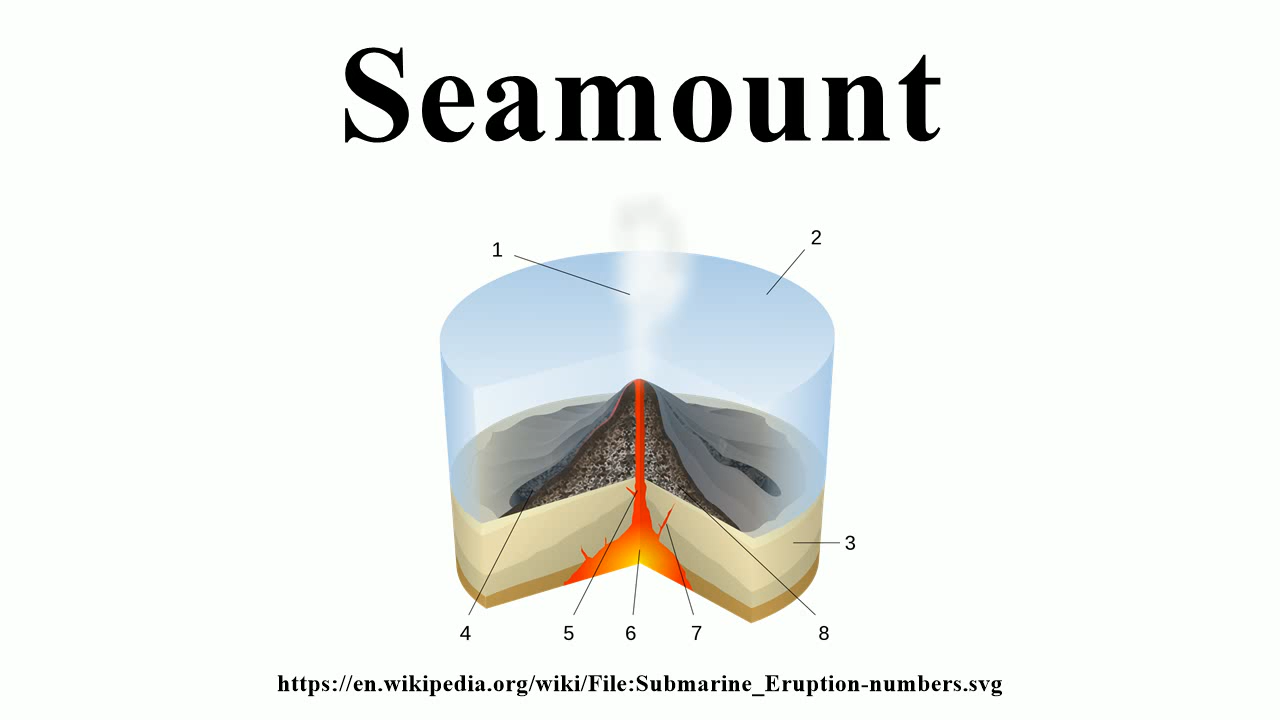 Seamount
1
2
3
4 5 6 7 8
https://en.wikipedia.org/wiki/File:Submarine_Eruption-numbers.svg